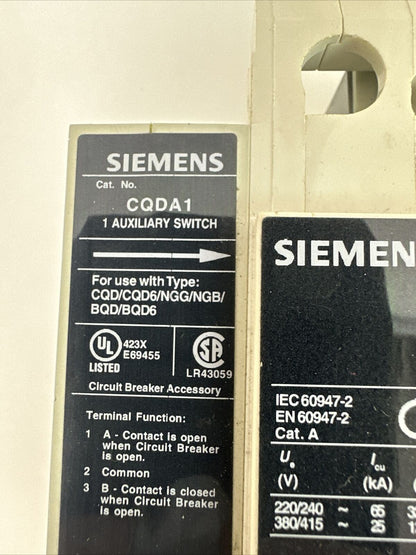 SIEMENS
Cat. No.
CQDA1
1 AUXILIARY SWITCH
For use with Type:
CQD/CQD6/NGG/NGB/
BQD/BQD6
UL
LISTED
423X
E69455
SA
LR43059
Circuit Breaker Accessory
Terminal Function:
1 A - Contact is open
when Circuit Breaker
is open.
2 Common
3 B - Contact is closed
when Circuit Breaker
is open.
SIEMEN
IEC 60947-2
EN 60947-2
Cat. A
Ue Icu
(V) (kA)
220/240 ~ 65
380/415 ~ 25